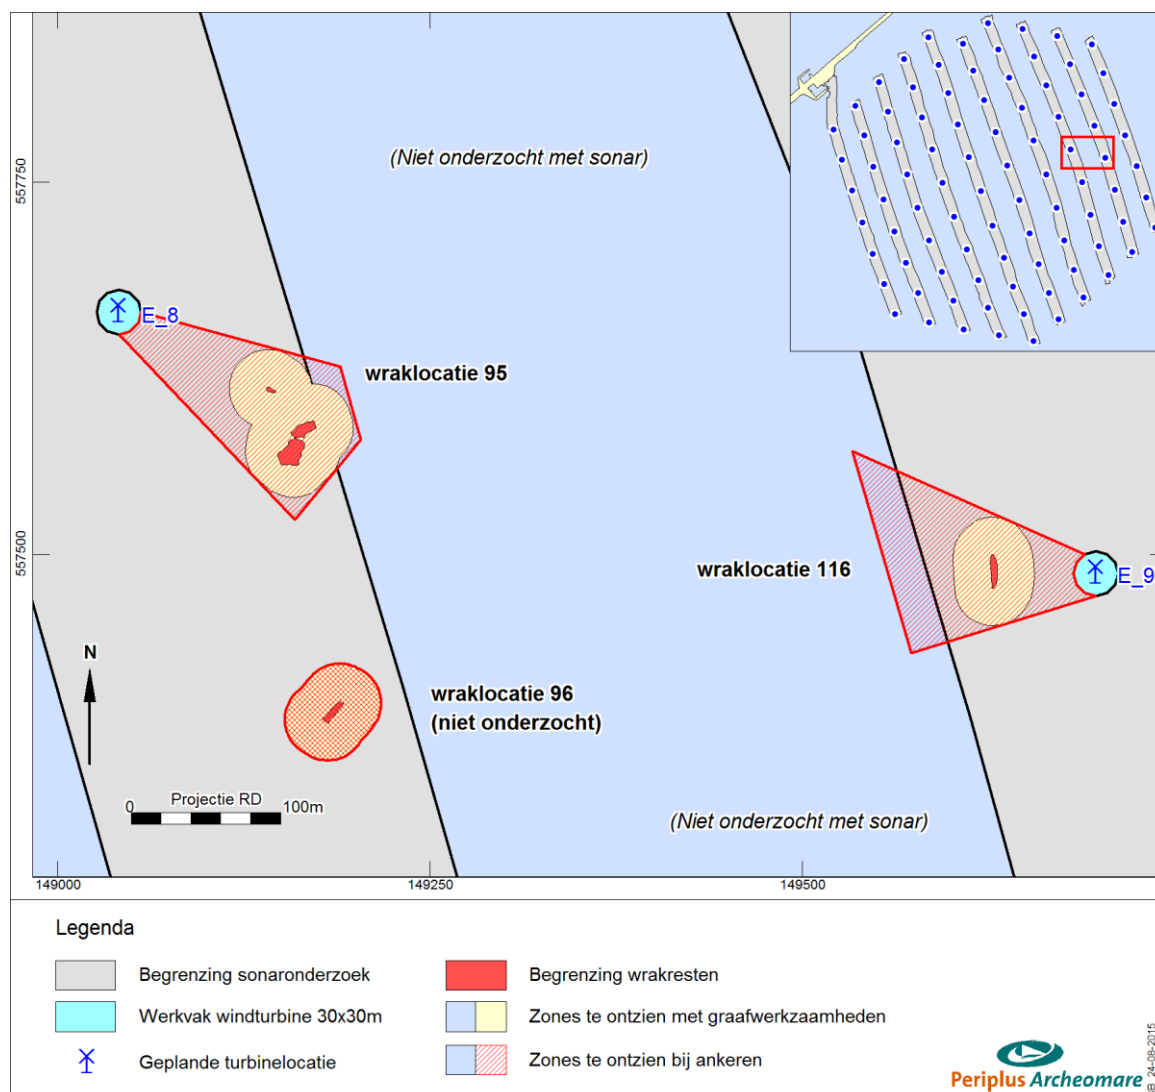 (Niet onderzocht met sonar)
557750
E_8
wraklocatie 95
557500
wraklocatie 116
E_9
N
wraklocatie 96
(niet onderzocht)
0 Projectie RD 100m
(Niet onderzocht met sonar)
149000 149250 149500
Legenda
Begrenzing sonaronderzoek
Werkvak windturbine 30x30m
Geplande turbinelocatie
Begrenzing wrakresten
Zones te ontzien met graafwerkzaamheden
Zones te ontzien bij ankeren
Periplus Archeomare
24-08-2015